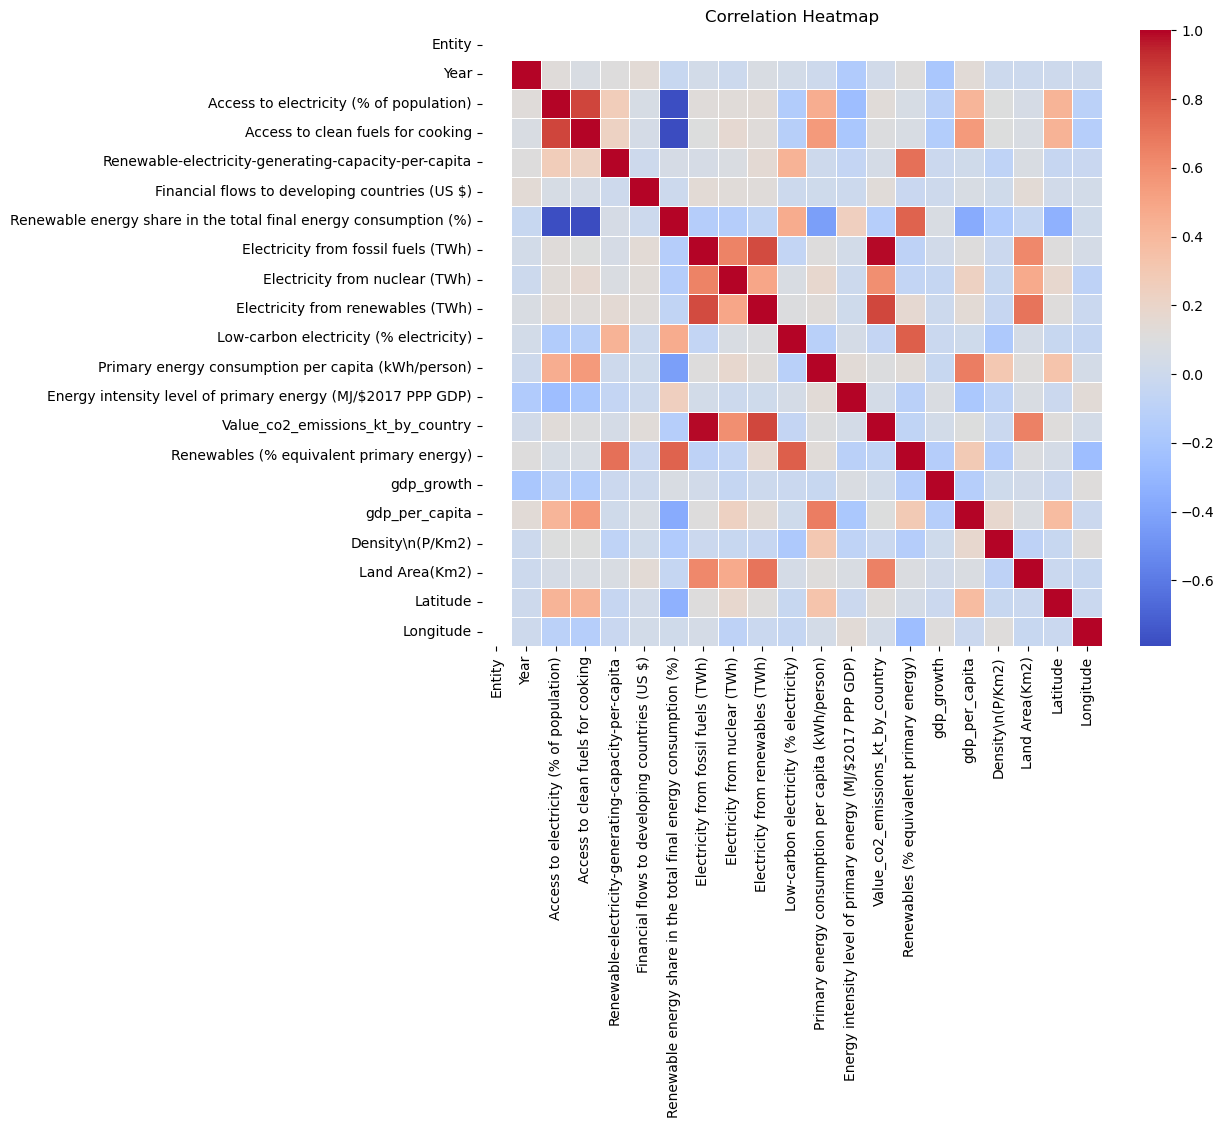 Correlation Heatmap
Entity
Year
Access to electricity (% of population)
Access to clean fuels for cooking
Renewable-electricity-generating-capacity-per-capita
Financial flows to developing countries (US $)
Renewable energy share in the total final energy consumption (%)
Electricity from fossil fuels (TWh)
Electricity from nuclear (TWh)
Electricity from renewables (TWh)
Low-carbon electricity (% electricity)
Primary energy consumption per capita (kWh/person)
Energy intensity level of primary energy (MJ/$2017 PPP GDP)
Value_co2_emissions_kt_by_country
Renewables (% equivalent primary energy)
gdp_growth
gdp_per_capita
Density\n(P/Km2)
Land Area(Km2)
Latitude
Longitude
Entity
Year
Access to electricity (% of population)
Access to clean fuels for cooking
Renewable-electricity-generating-capacity-per-capita
Financial flows to developing countries (US $)
Renewable energy share in the total final energy consumption (%)
Electricity from fossil fuels (TWh)
Electricity from nuclear (TWh)
Electricity from renewables (TWh)
Low-carbon electricity (% electricity)
Primary energy consumption per capita (kWh/person)
Energy intensity level of primary energy (MJ/$2017 PPP GDP)
Value_co2_emissions_kt_by_country
Renewables (% equivalent primary energy)
gdp_growth
gdp_per_capita
Density\n(P/Km2)
Land Area(Km2)
Latitude
Longitude
1.0
0.8
0.6
0.4
0.2
0.0
−0.2
−0.4
−0.6